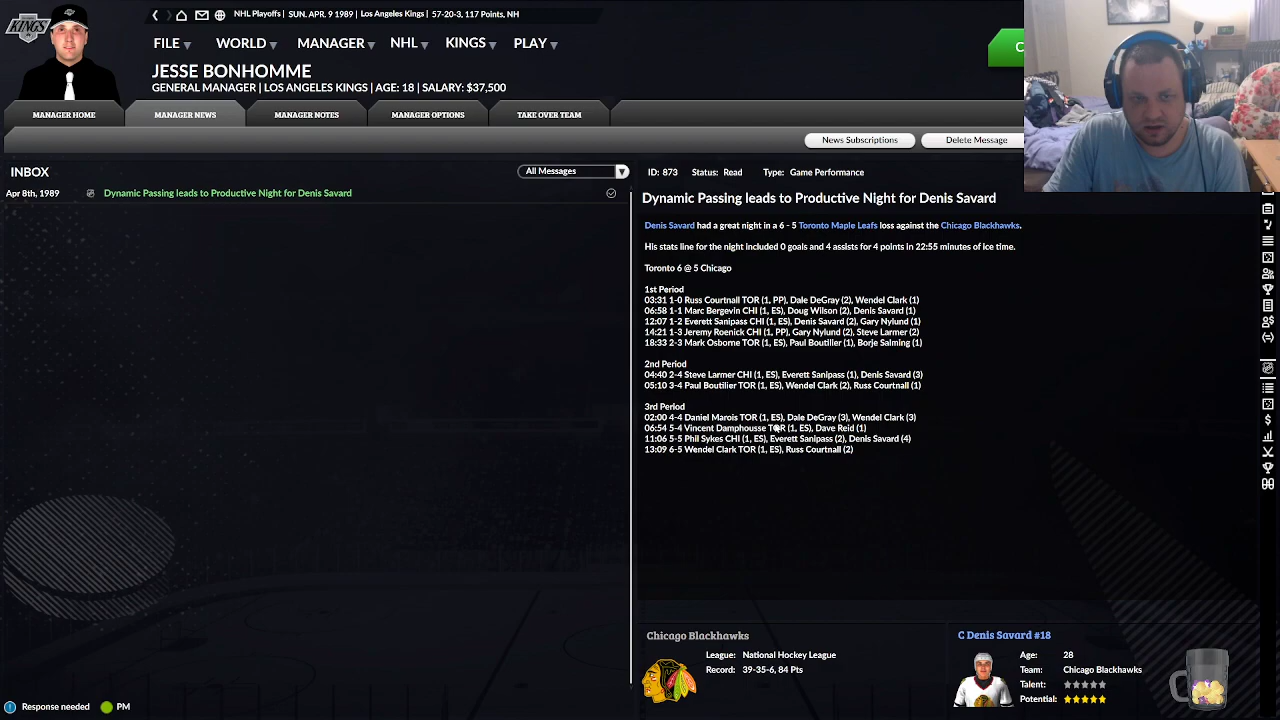 KINGS
NHL Playoffs | SUN. APR. 9 1989 | Los Angeles Kings | 57-20-3, 117 Points, NH
FILE WORLD MANAGER NHL KINGS PLAY
C
JESSE BONHOMME
GENERAL MANAGER | LOS ANGELES KINGS | AGE: 18 | SALARY: $37,500
MANAGER HOME MANAGER NEWS MANAGER NOTES MANAGER OPTIONS TAKE OVER TEAM
News Subscriptions Delete Message
INBOX All Messages
Apr 8th, 1989 Dynamic Passing leads to Productive Night for Denis Savard
ID: 873 Status: Read Type: Game Performance
Dynamic Passing leads to Productive Night for Denis Savard
Denis Savard had a great night in a 6 - 5 Toronto Maple Leafs loss against the Chicago Blackhawks.
His stats line for the night included 0 goals and 4 assists for 4 points in 22:55 minutes of ice time.
Toronto 6 @ 5 Chicago
1st Period
03:31 1-0 Russ Courtnall TOR (1, PP), Dale DeGray (2), Wendel Clark (1)
06:58 1-1 Marc Bergevin CHI (1, ES), Doug Wilson (2), Denis Savard (1)
12:07 1-2 Everett Sanipass CHI (1, ES), Denis Savard (2), Gary Nylund (1)
14:21 1-3 Jeremy Roenick CHI (1, PP), Gary Nylund (2), Steve Larmer (2)
18:33 2-3 Mark Osborne TOR (1, ES), Paul Boutilier (1), Borje Salming (1)
2nd Period
04:40 2-4 Steve Larmer CHI (1, ES), Everett Sanipass (1), Denis Savard (3)
05:10 3-4 Paul Boutilier TOR (1, ES), Wendel Clark (2), Russ Courtnall (1)
3rd Period
02:00 4-4 Daniel Marois TOR (1, ES), Dale DeGray (3), Wendel Clark (3)
06:54 5-4 Vincent Damphousse TOR (1, ES), Dave Reid (1)
11:06 5-5 Phil Sykes CHI (1, ES), Everett Sanipass (2), Denis Savard (4)
13:09 6-5 Wendel Clark TOR (1, ES), Russ Courtnall (2)
Chicago Blackhawks
League: National Hockey League
Record: 39-35-6, 84 Pts
C Denis Savard #18
Age: 28
Team: Chicago Blackhawks
Talent:
Potential:
Response needed PM